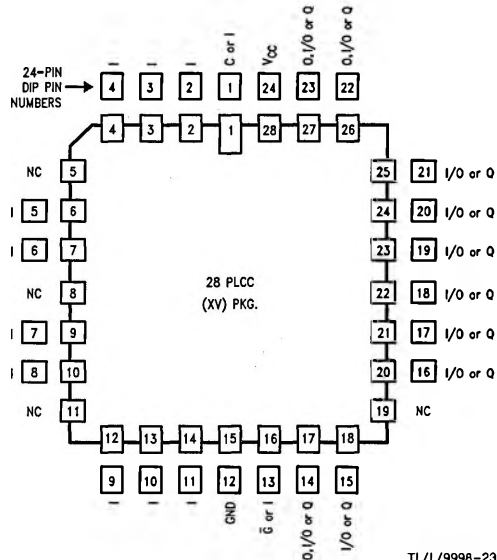 I I I C or I VCC O,I/O or Q O,I/O or Q
24-PIN
DIP PIN
NUMBERS
4 3 2 1 24 23 22
4 3 2 1 28 27 26
NC 5
25 21 I/O or Q
I 5 6
24 20 I/O or Q
I 6 7
23 19 I/O or Q
NC 8
22 18 I/O or Q
28 PLCC
(XV) PKG.
I 7 9
21 17 I/O or Q
I 8 10
20 16 I/O or Q
NC 11
19 NC
12 13 14 15 16 17 18
9 10 11 12 13 14 15
I I I GND G̅ or I O,I/O or Q I/O or Q
TL/L/9998-23